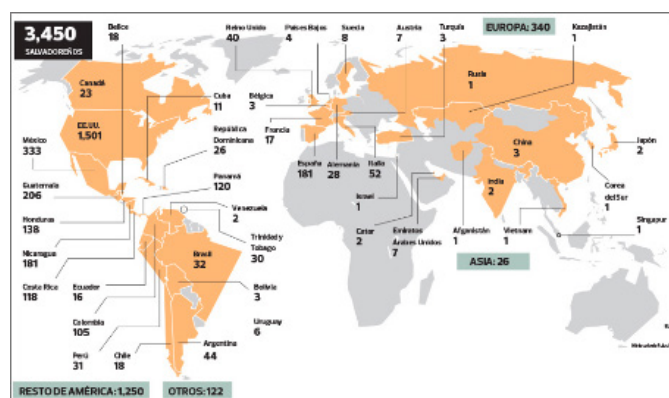 3,450
SALVADOREÑOS
Belice
18
Reino Unido
40
Países Bajos
4
Suecia
8
Austria
7
Turquía
3
EUROPA: 340
Kazajistán
1
Canadá
23
Cuba
11
Bélgica
3
Rusia
1
EE.UU.
1,501
México
333
República
Dominicana
26
Francia
17
España
181
Alemania
28
Italia
52
China
3
Japón
2
Guatemala
206
Panamá
120
Israel
1
India
2
Corea
del Sur
1
Honduras
138
Venezuela
2
Catar
2
Emiratos
Árabes Unidos
7
Afganistán
1
Vietnam
1
Singapur
1
Nicaragua
181
Trinidad y
Tobago
30
Brasil
32
ASIA: 26
Costa Rica
118
Ecuador
16
Bolivia
3
Colombia
105
Uruguay
6
Perú
31
Chile
18
Argentina
44
RESTO DE AMÉRICA: 1,250
OTROS: 122